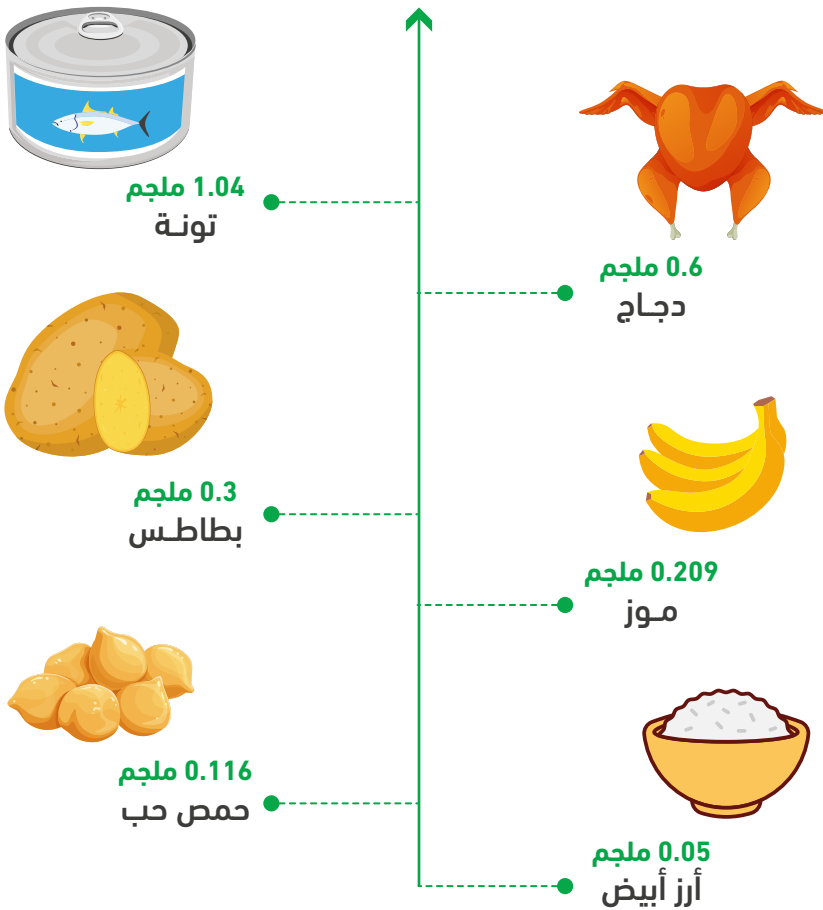 1.04 ملجم
تونـة
0.6 ملجم
دجـاج
0.3 ملجم
بطاطـس
0.209 ملجم
مـوز
0.116 ملجم
حمص حب
0.05 ملجم
أرز أبيض